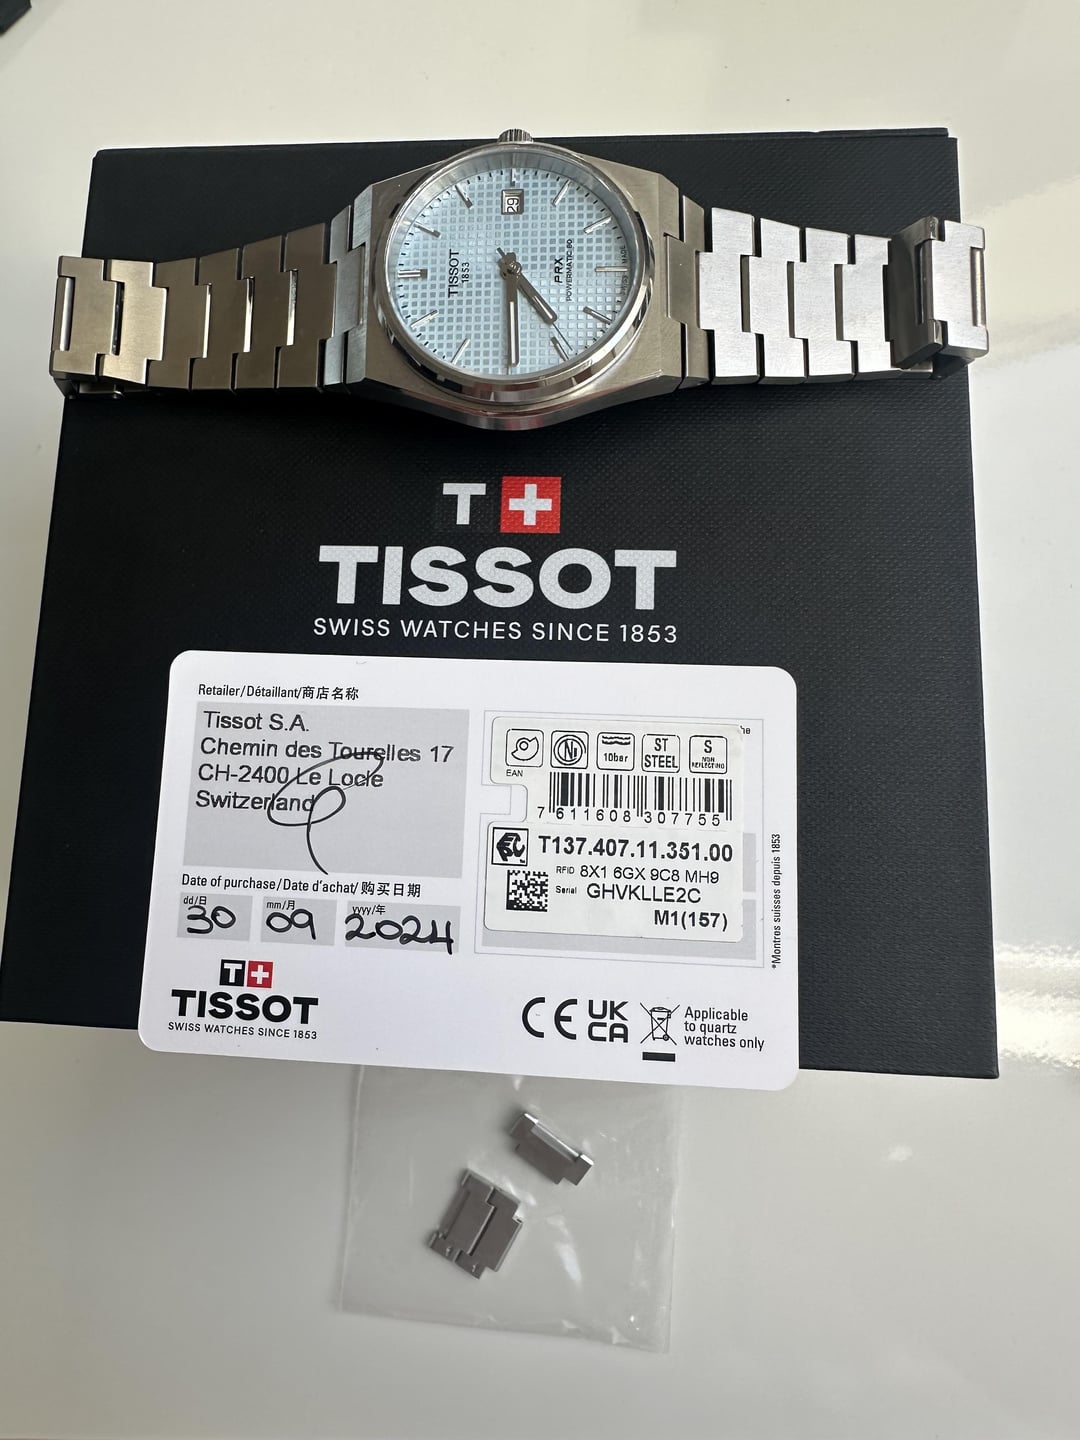 29
TISSOT
1853
PRX
POWERMATIC 80
SWISS MADE
T
TISSOT
SWISS WATCHES SINCE 1853
Retailer/Détaillant/商店名称
Tissot S.A.
Chemin des Tourelles 17
CH-2400 Le Locle
Switzerland
Date of purchase/Date d'achat/购买日期
dd/日
mm/月
yyyy/年
30
09
2024
T
TISSOT
SWISS WATCHES SINCE 1853
he
10bar
ST
STEEL
S
NON
REFLECTING
EAN
7 611608 307755
T137.407.11.351.00
RFID 8X1 6GX 9C8 MH9
Serial GHVKLLE2C
M1(157)
*Montres suisses depuis 1853
CE
UK
CA
Applicable
to quartz
watches only